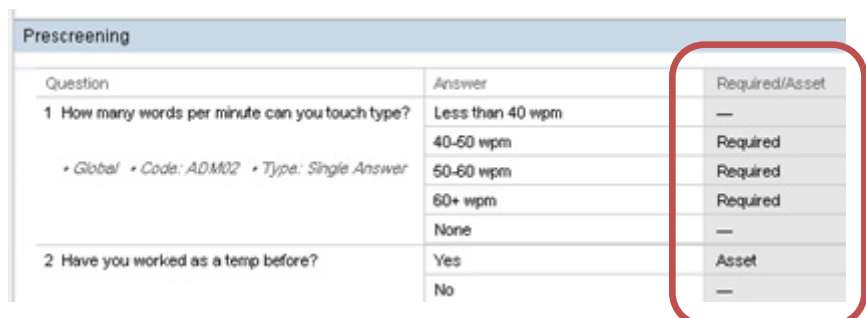 Prescreening
Question Answer Required/Asset
1 How many words per minute can you touch type? Less than 40 wpm —
40-50 wpm Required
• Global • Code: ADM02 • Type: Single Answer 50-60 wpm Required
60+ wpm Required
None —
2 Have you worked as a temp before? Yes Asset
No —